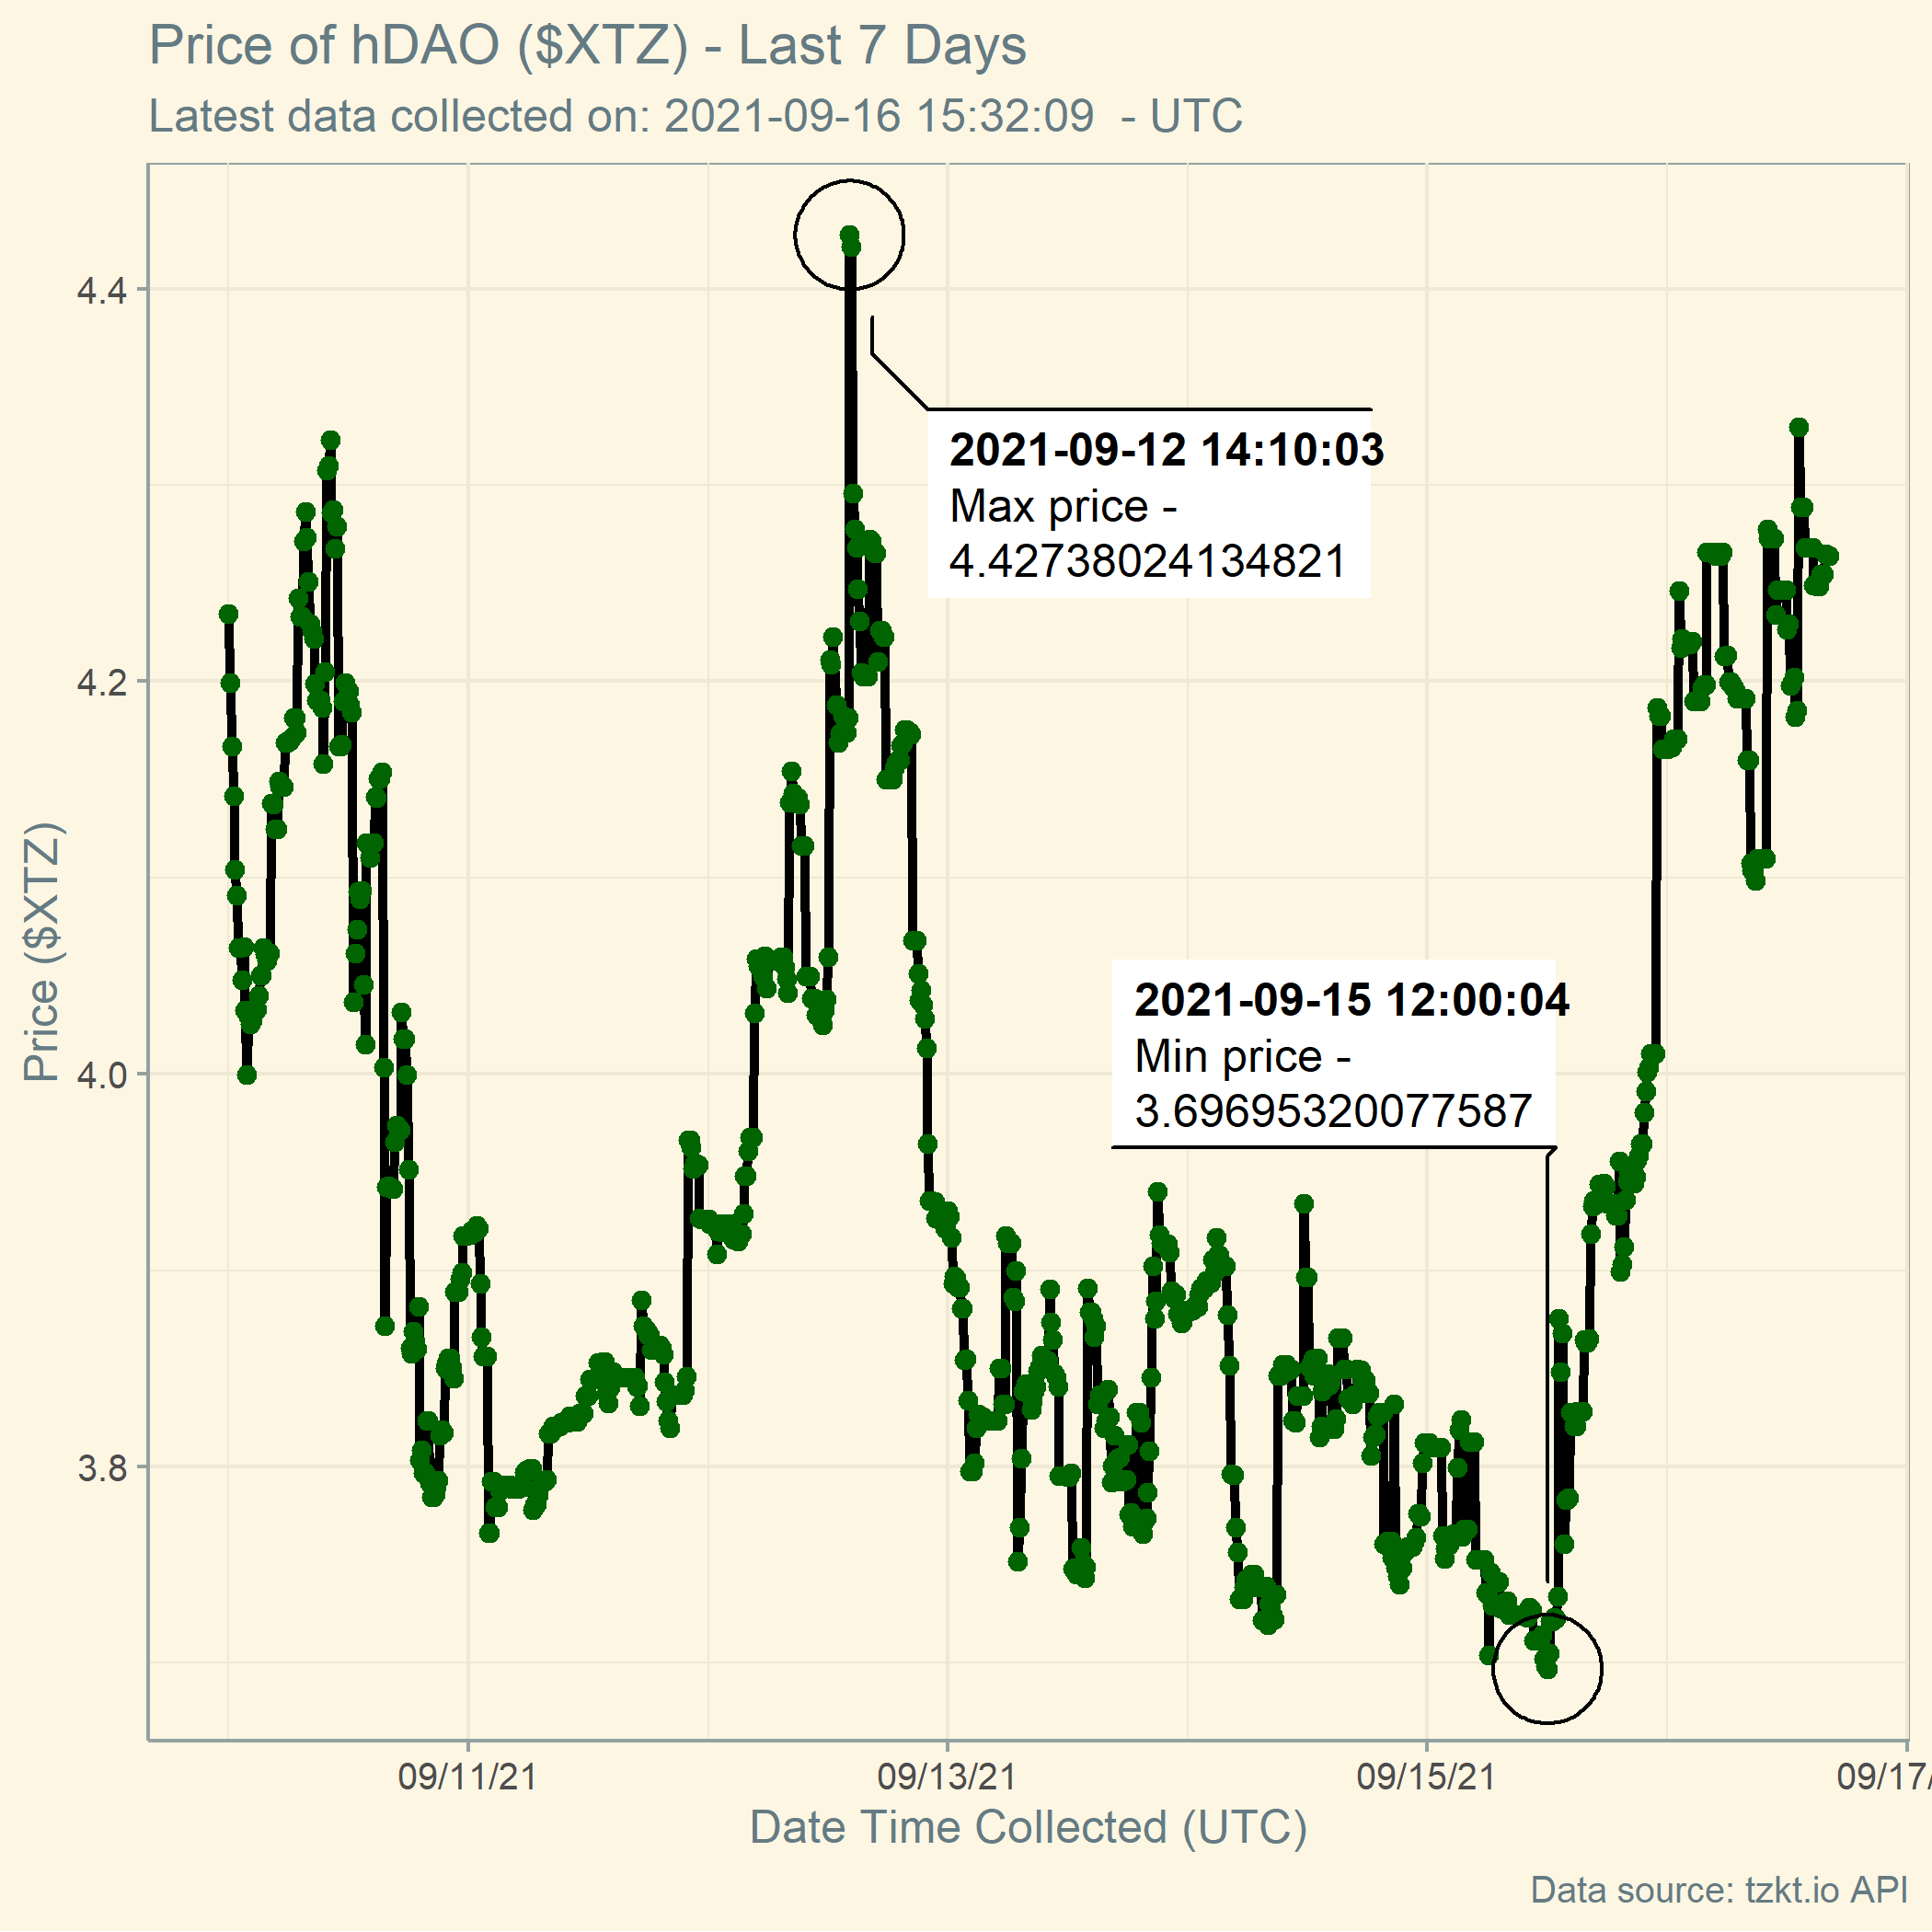 Price of hDAO ($XTZ) - Last 7 Days
Latest data collected on: 2021-09-16 15:32:09 - UTC
Price ($XTZ)
4.4
4.2
4.0
3.8
2021-09-12 14:10:03
Max price -
4.42738024134821
2021-09-15 12:00:04
Min price -
3.69695320077587
09/11/21
09/13/21
09/15/21
09/17/
Date Time Collected (UTC)
Data source: tzkt.io API